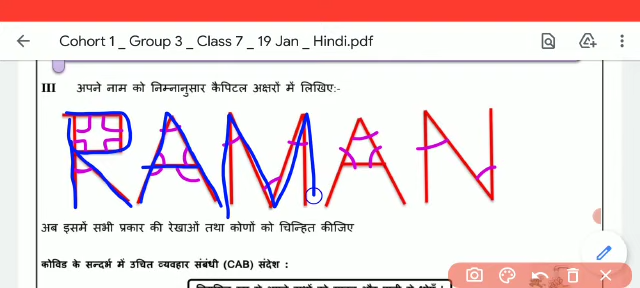 Cohort 1 _ Group 3 _ Class 7 _ 19 Jan _ Hindi.pdf
III अपने नाम को निम्नानुसार कैपिटल अक्षरों में लिखिए:-
RAMAN
अब इसमें सभी प्रकार की रेखाओं तथा कोणों को चिन्हित कीजिए
कोविड के सन्दर्भ में उचित व्यवहार संबंधी (CAB) संदेश :